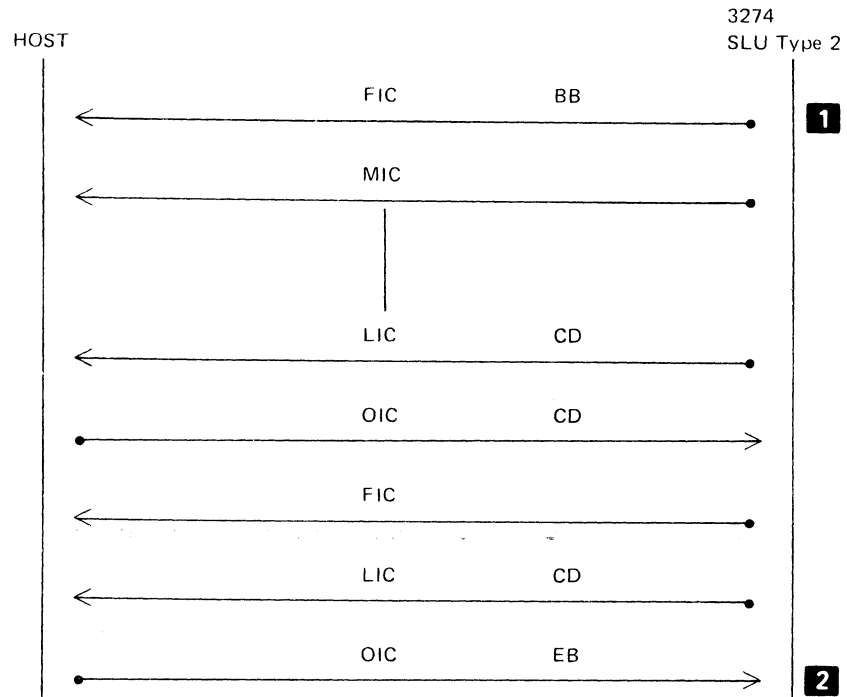 3274
HOST
SLU Type 2
FIC BB
1
MIC
LIC CD
OIC CD
FIC
LIC CD
OIC EB
2